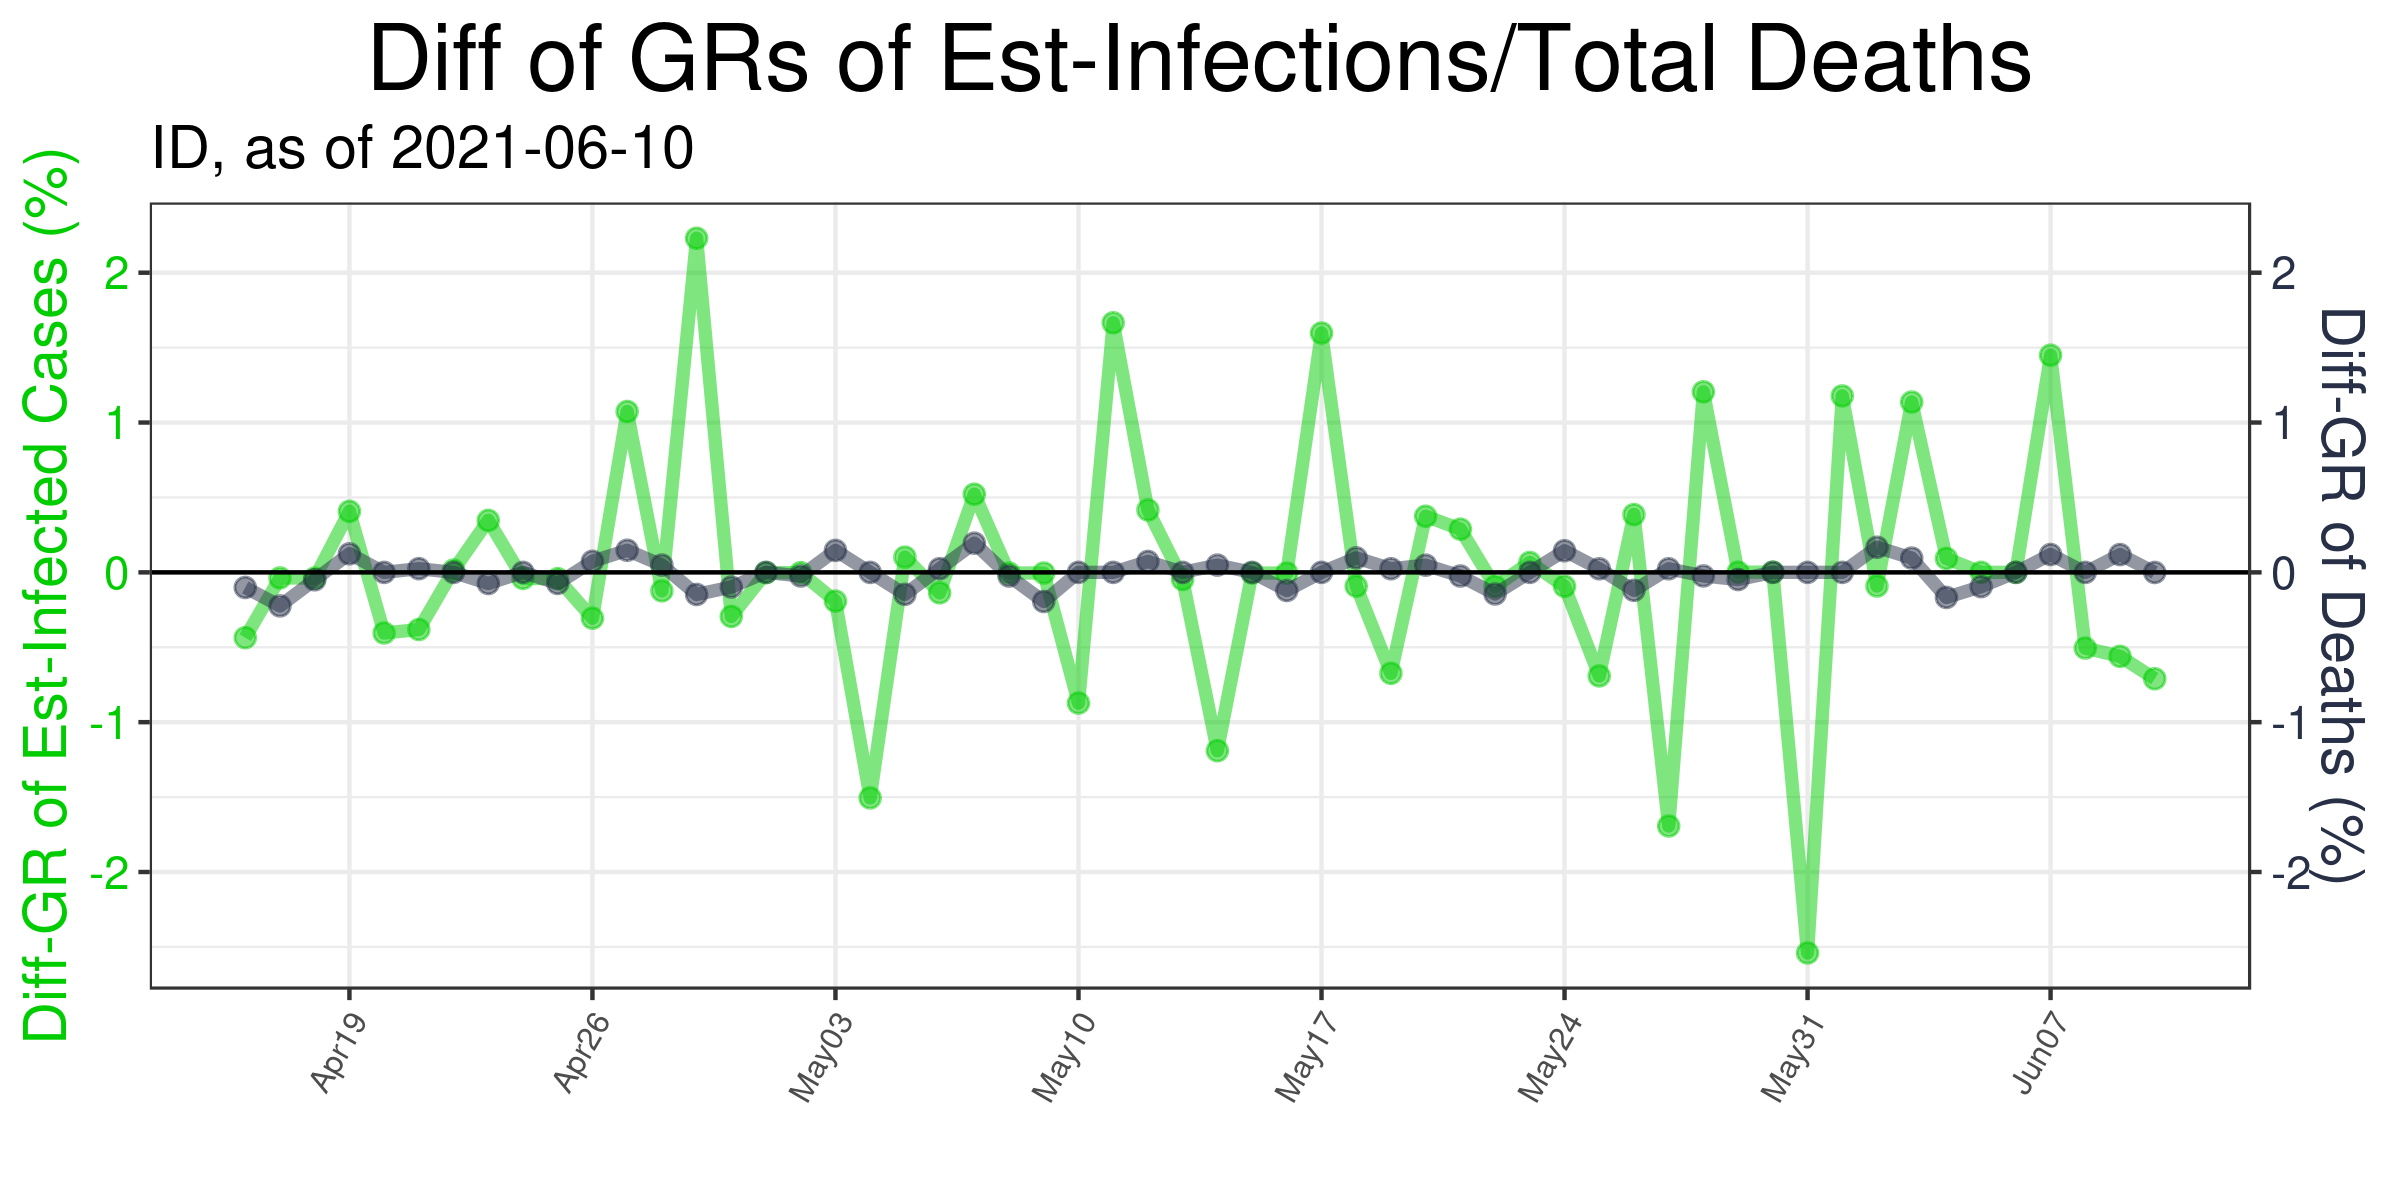 Diff of GRs of Est-Infections/Total Deaths
ID, as of 2021-06-10
Diff-GR of Est-Infected Cases (%)
2
1
0
-1
-2
2
1
0
-1
-2
Diff-GR of Deaths (%)
Apr19
Apr26
May03
May10
May17
May24
May31
Jun07